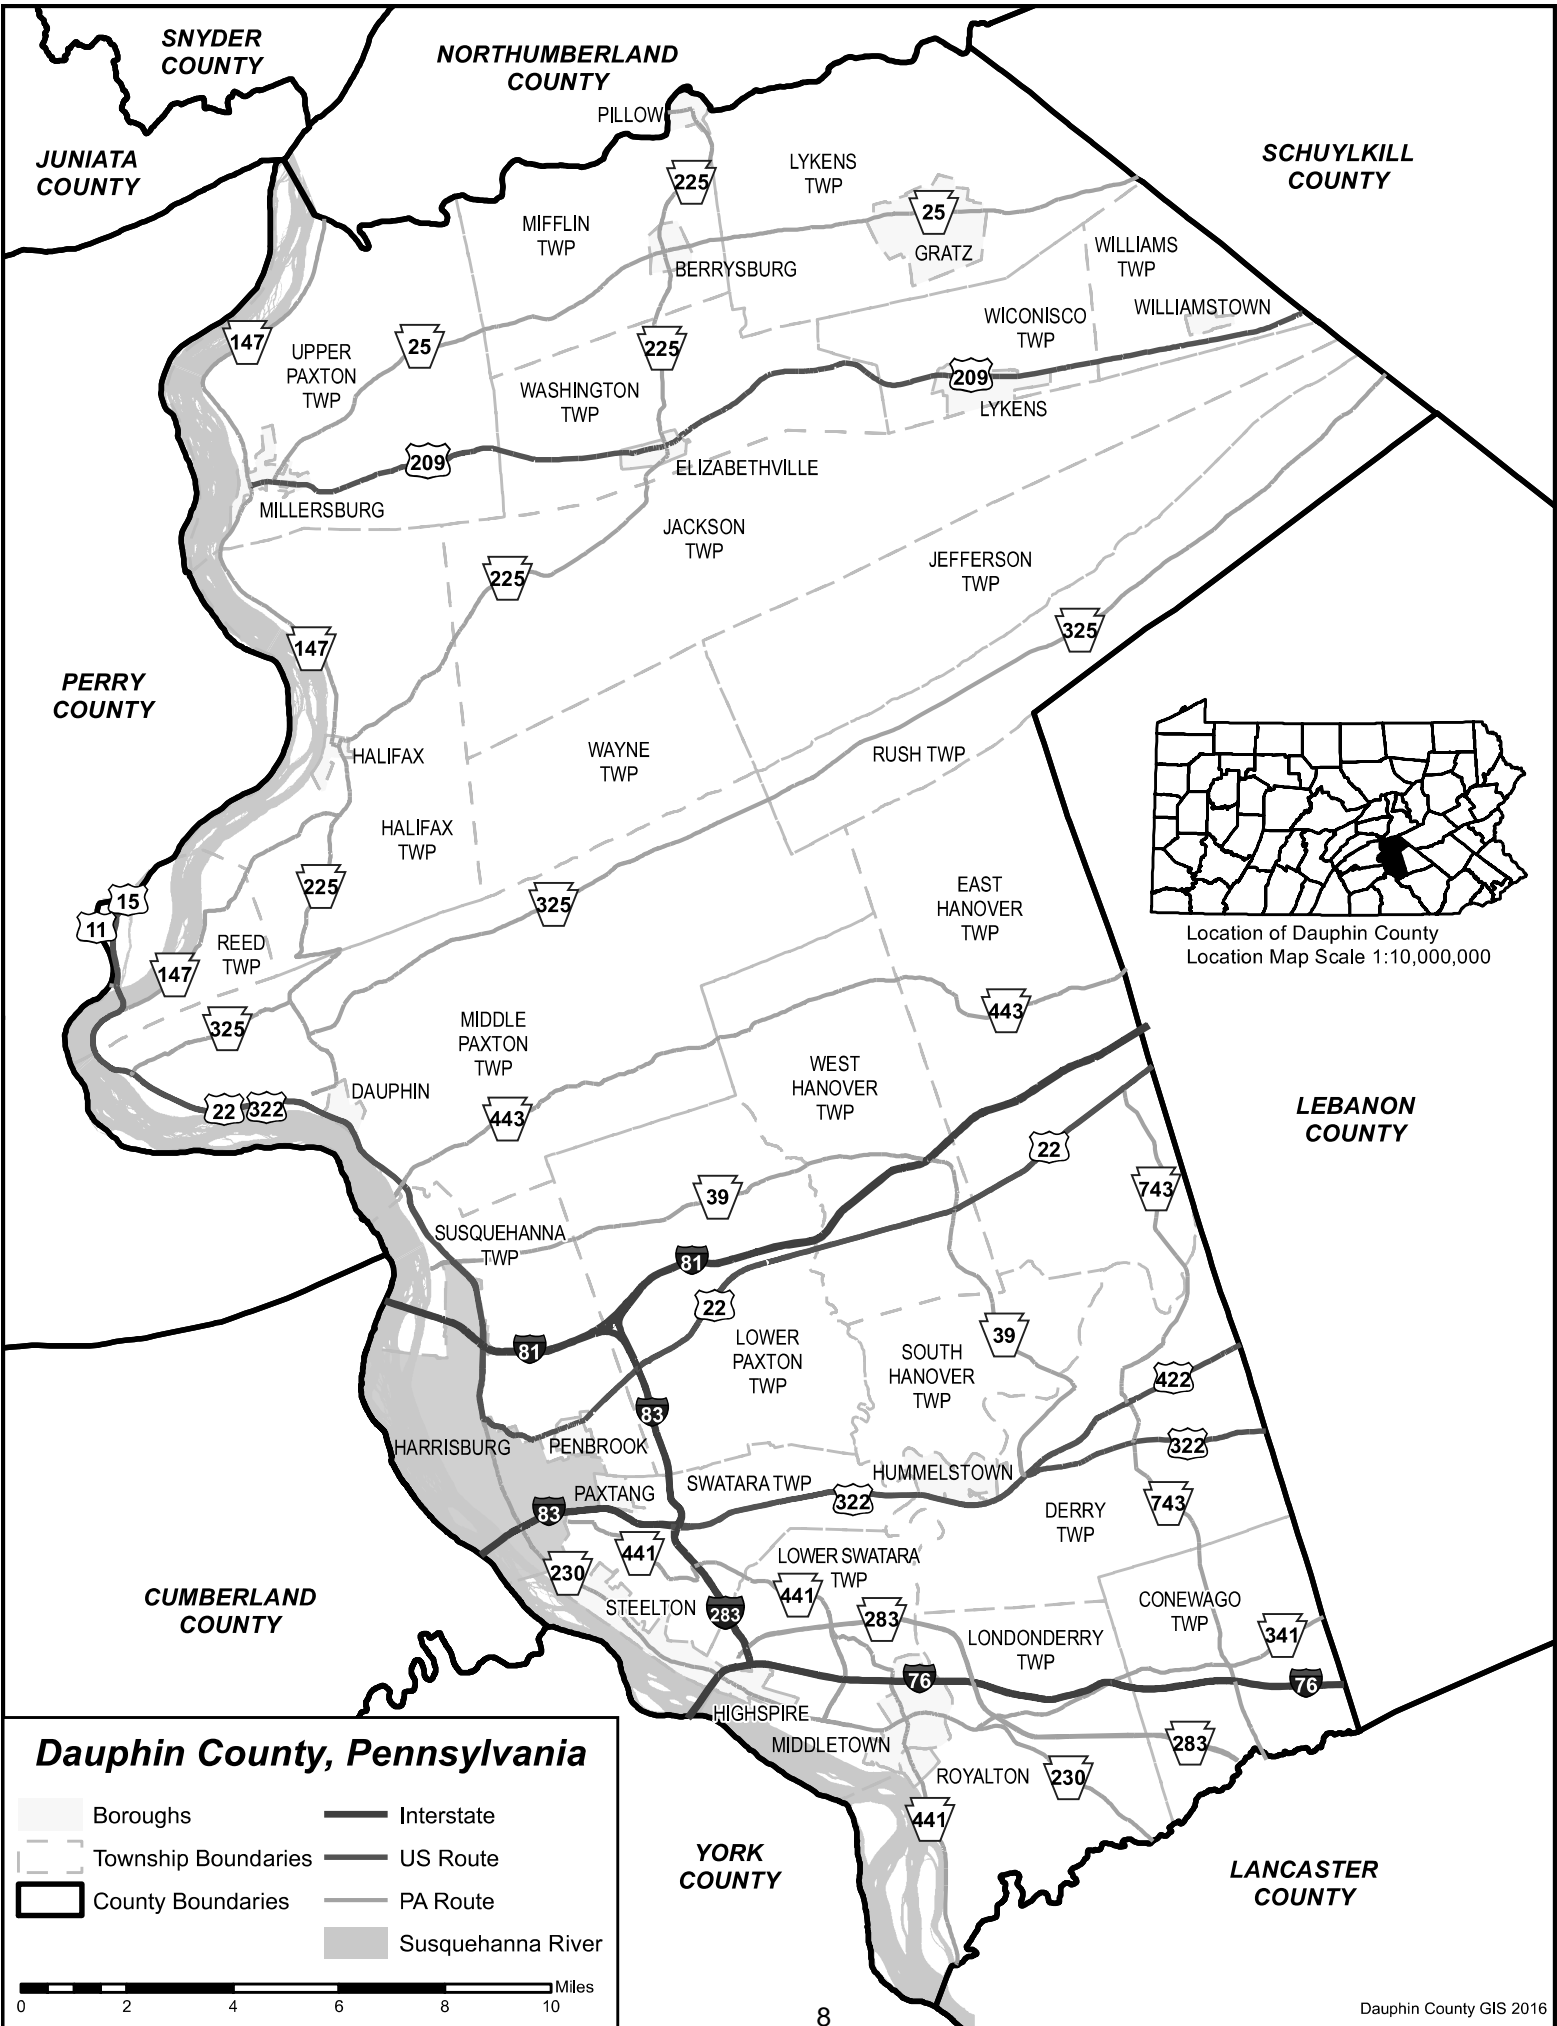 SNYDER
COUNTY
NORTHUMBERLAND
COUNTY
PILLOW
JUNIATA
COUNTY
SCHUYLKILL
COUNTY
LYKENS
TWP
225
25
MIFFLIN
TWP
GRATZ
WILLIAMS
TWP
BERRYSBURG
WILLIAMSTOWN
WICONISCO
TWP
147
25
225
UPPER
PAXTON
TWP
209
WASHINGTON
TWP
LYKENS
209
ELIZABETHVILLE
MILLERSBURG
JACKSON
TWP
225
JEFFERSON
TWP
325
147
PERRY
COUNTY
HALIFAX
WAYNE
TWP
RUSH TWP
HALIFAX
TWP
225
15
11
325
EAST
HANOVER
TWP
Location of Dauphin County
Location Map Scale 1:10,000,000
REED
TWP
147
325
443
MIDDLE
PAXTON
TWP
WEST
HANOVER
TWP
DAUPHIN
22
322
443
LEBANON
COUNTY
22
743
39
SUSQUEHANNA
TWP
81
22
81
LOWER
PAXTON
TWP
39
SOUTH
HANOVER
TWP
422
83
322
HARRISBURG
PENBROOK
HUMMELSTOWN
SWATARA TWP
PAXTANG
322
83
743
DERRY
TWP
441
230
LOWER SWATARA
TWP
441
STEELTON
283
283
CONEWAGO
TWP
341
CUMBERLAND
COUNTY
LONDONDERRY
TWP
76
76
HIGHSPIRE
MIDDLETOWN
283
ROYALTON
230
441
YORK
COUNTY
LANCASTER
COUNTY
Dauphin County, Pennsylvania
Boroughs
Interstate
Township Boundaries
US Route
County Boundaries
PA Route
Susquehanna River
Miles
0 2 4 6 8 10
8
Dauphin County GIS 2016